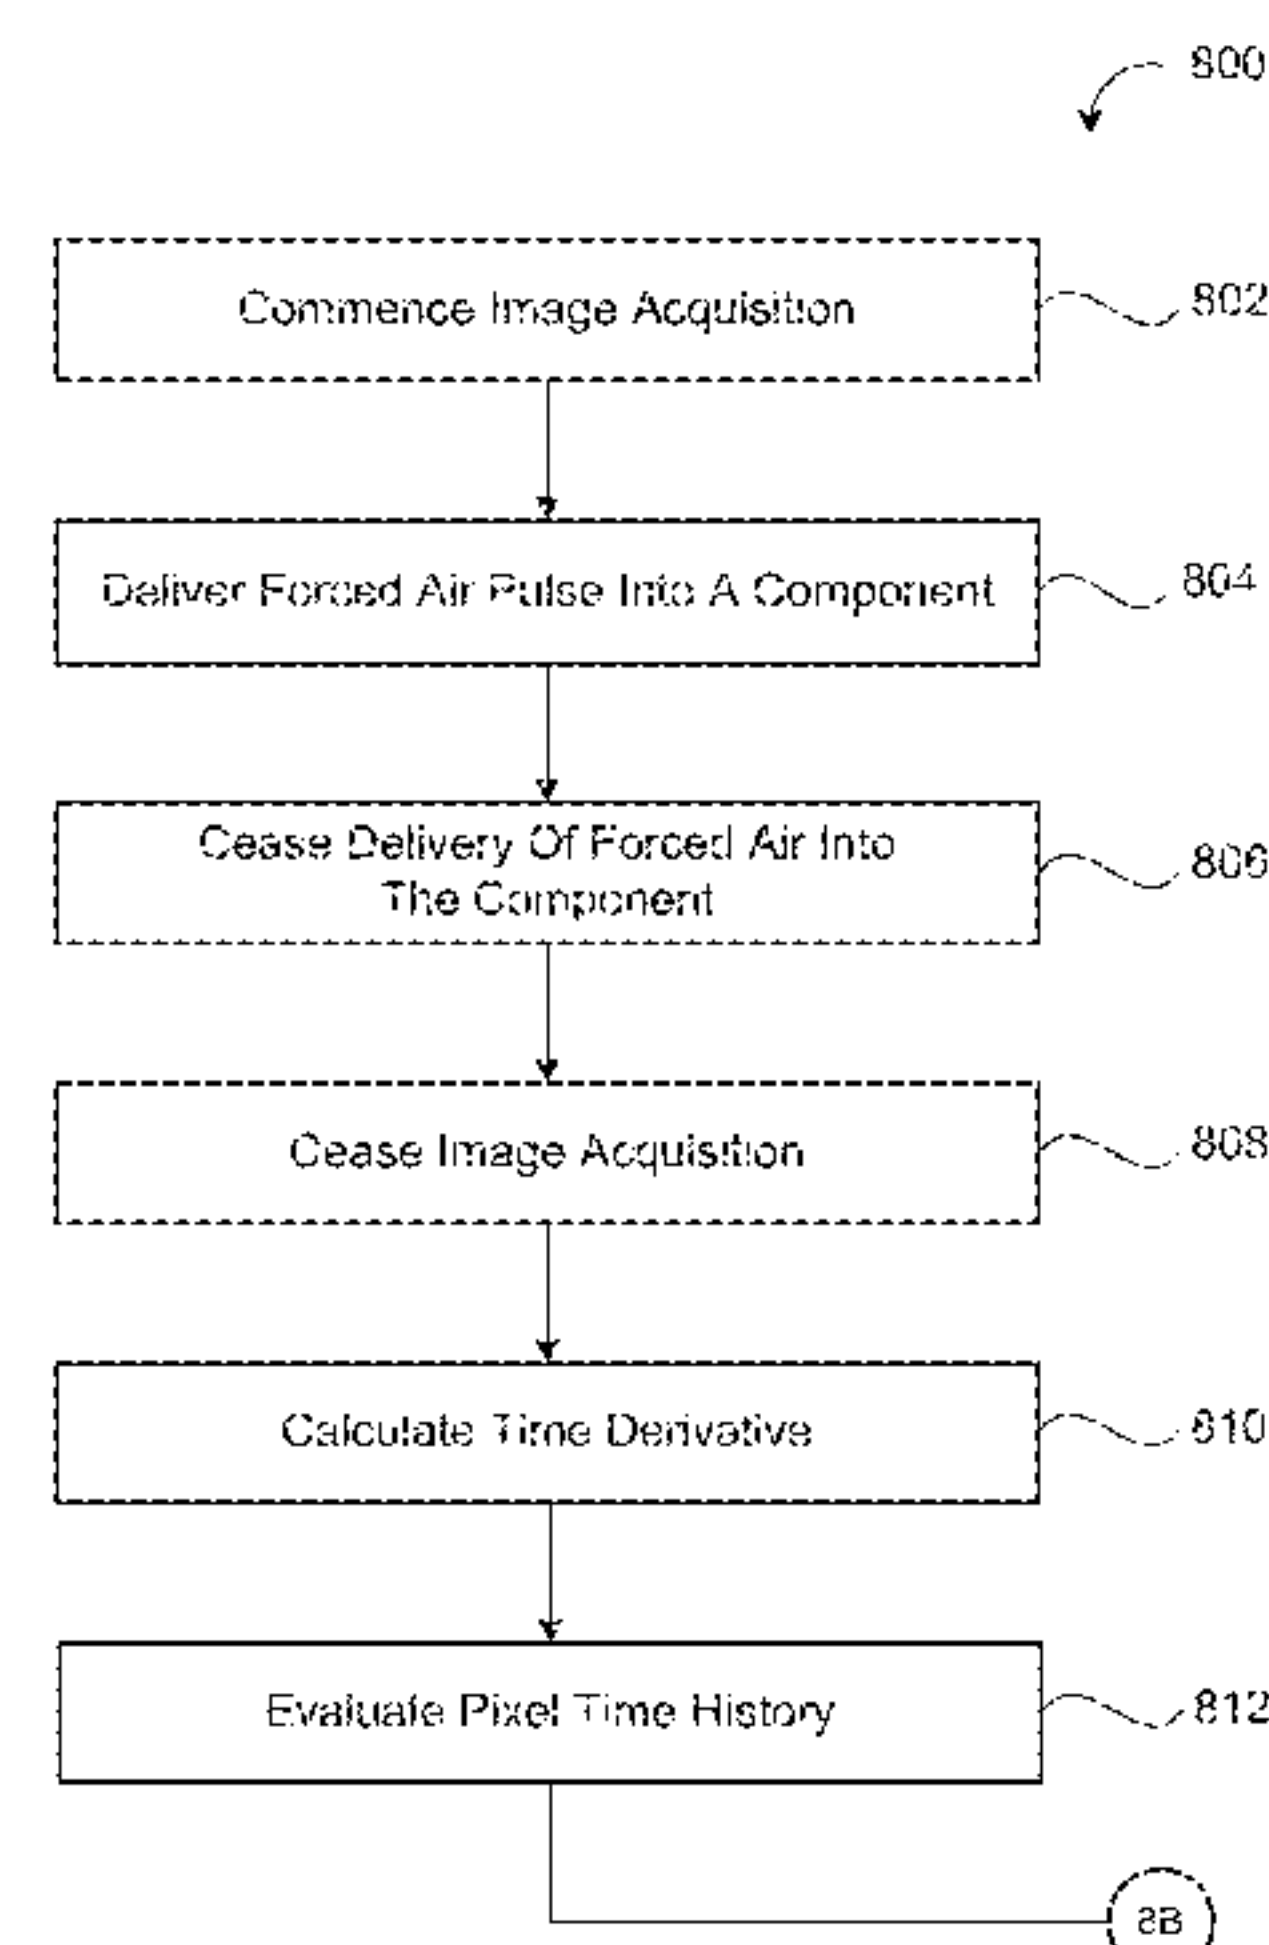 800
Commence Image Acquisition
802
Deliver Forced Air Pulse Into A Component
804
Cease Delivery Of Forced Air Into
The Component
806
Cease Image Acquisition
808
Calculate Time Derivative
810
Evaluate Pixel Time History
812
8B